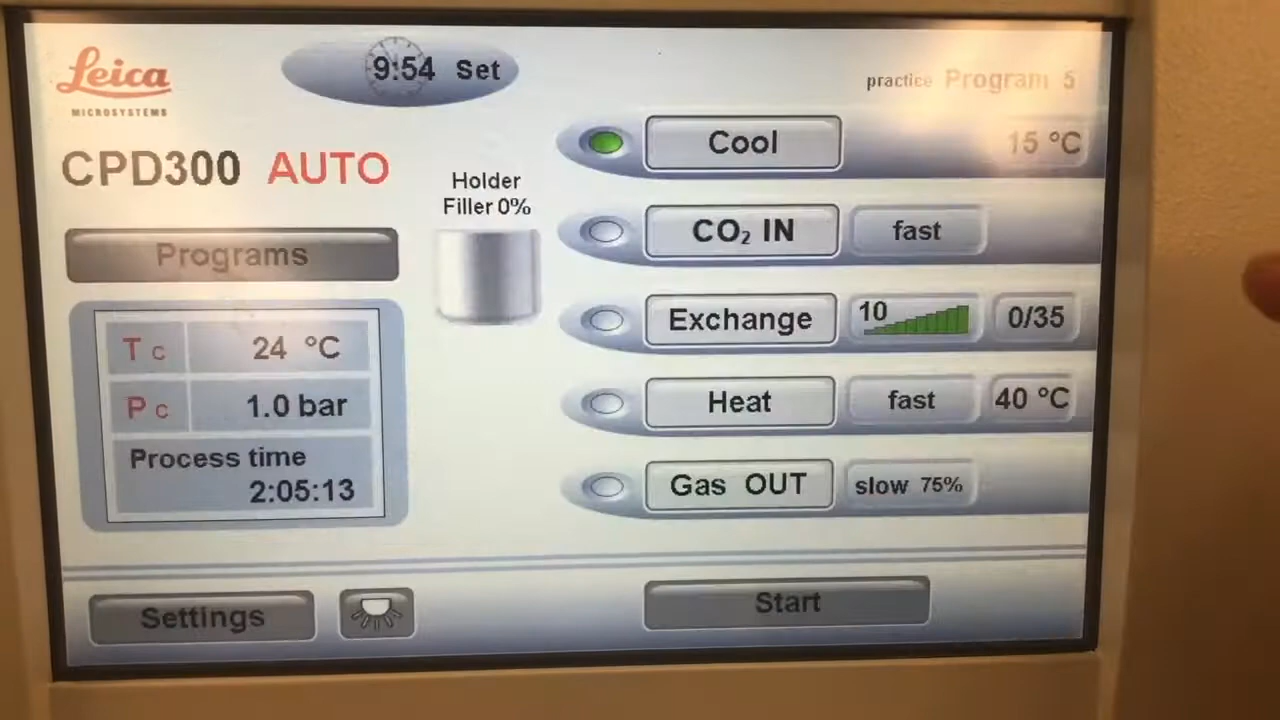 Leica
MICROSYSTEMS
9:54 Set
practice Program 5
CPD300 AUTO
Programs
Tc 24 °C
Pc 1.0 bar
Process time
2:05:13
Holder
Filler 0%
Cool 15 °C
CO₂ IN fast
Exchange 10 0/35
Heat fast 40 °C
Gas OUT slow 75%
Settings
Start